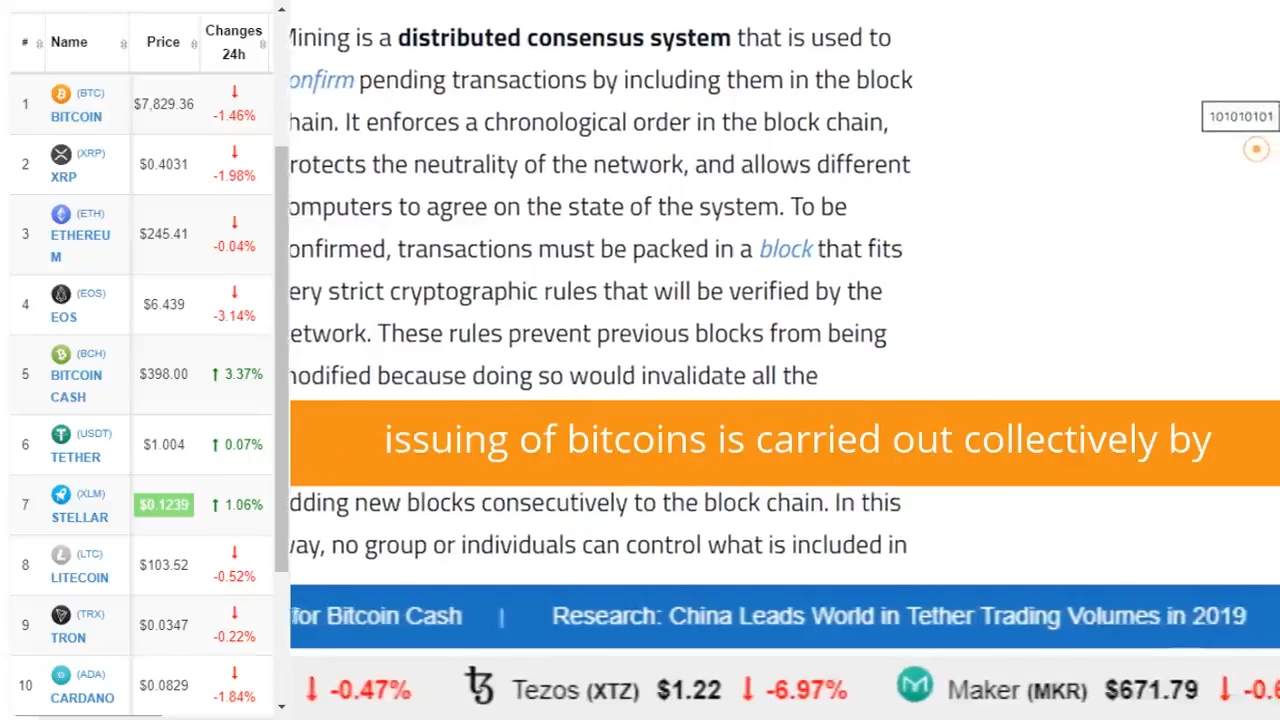 # Name Price Changes
24h
1 (BTC) BITCOIN $7,829.36 ↓ -1.46%
2 (XRP) XRP $0.4031 ↓ -1.98%
3 (ETH) ETHEREU
M $245.41 ↓ -0.04%
4 (EOS) EOS $6.439 ↓ -3.14%
5 (BCH) BITCOIN
CASH $398.00 ↑ 3.37%
6 (USDT) TETHER $1.004 ↑ 0.07%
7 (XLM) STELLAR $0.1239 ↑ 1.06%
8 (LTC) LITECOIN $103.52 ↓ -0.52%
9 (TRX) TRON $0.0347 ↓ -0.22%
10 (ADA) CARDANO $0.0829 ↓ -1.84%
ining is a distributed consensus system that is used to
onfirm pending transactions by including them in the block
hain. It enforces a chronological order in the block chain,
rotects the neutrality of the network, and allows different
omputers to agree on the state of the system. To be
onfirmed, transactions must be packed in a block that fits
ery strict cryptographic rules that will be verified by the
etwork. These rules prevent previous blocks from being
odified because doing so would invalidate all the
issuing of bitcoins is carried out collectively by
dding new blocks consecutively to the block chain. In this
ay, no group or individuals can control what is included in
101010101
for Bitcoin Cash | Research: China Leads World in Tether Trading Volumes in 2019
↓ -0.47% Tezos (XTZ) $1.22 ↓ -6.97% Maker (MKR) $671.79 ↓ -0.